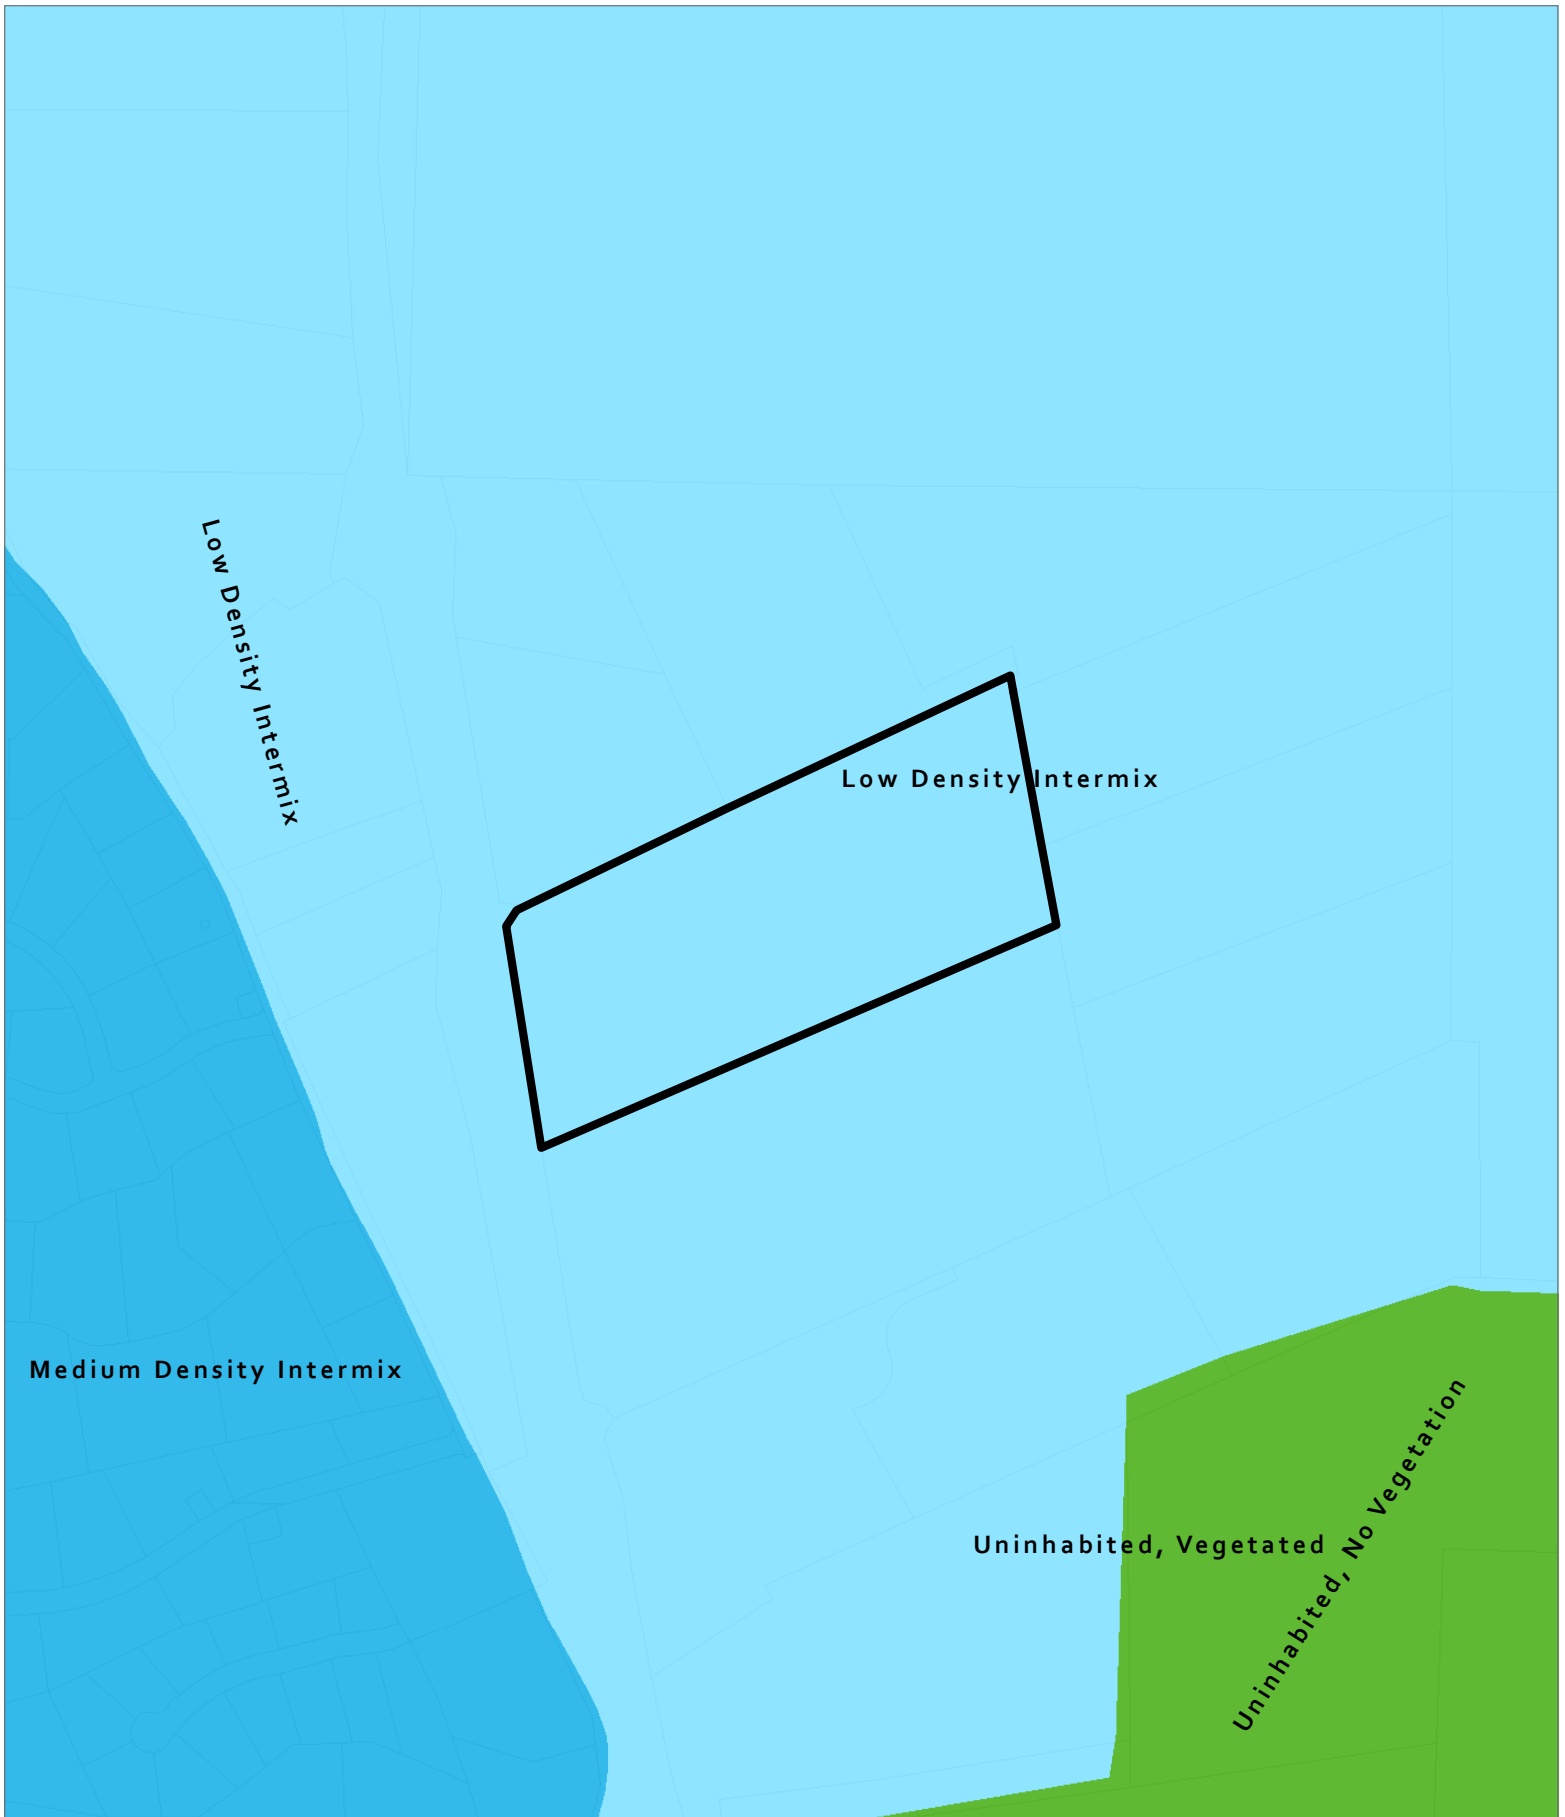 Low Density Intermix
Low Density Intermix
Medium Density Intermix
Uninhabited, No Vegetation
Uninhabited, Vegetated